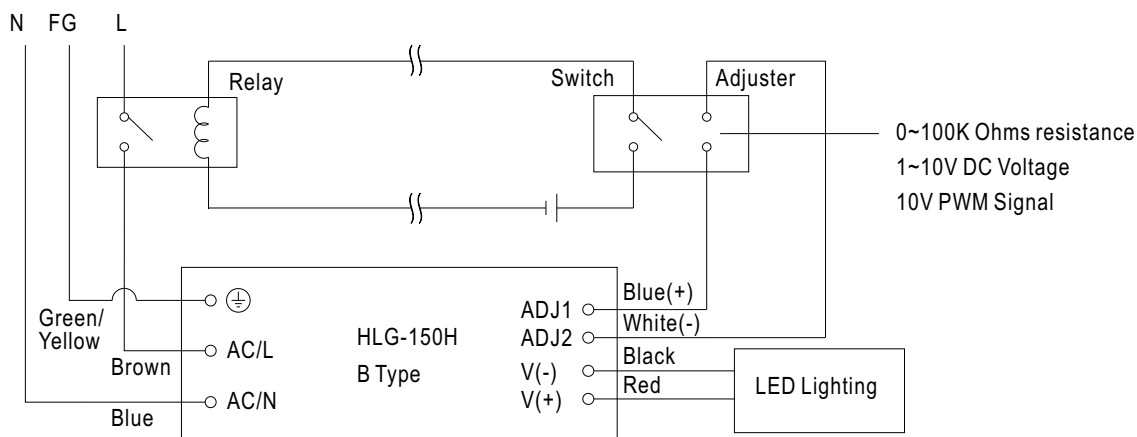 N FG L
Relay
Switch
Adjuster
0~100K Ohms resistance
1~10V DC Voltage
10V PWM Signal
Green/
Yellow
Brown
Blue
AC/L
AC/N
HLG-150H
B Type
ADJ1
ADJ2
V(-)
V(+)
Blue(+)
White(-)
Black
Red
LED Lighting